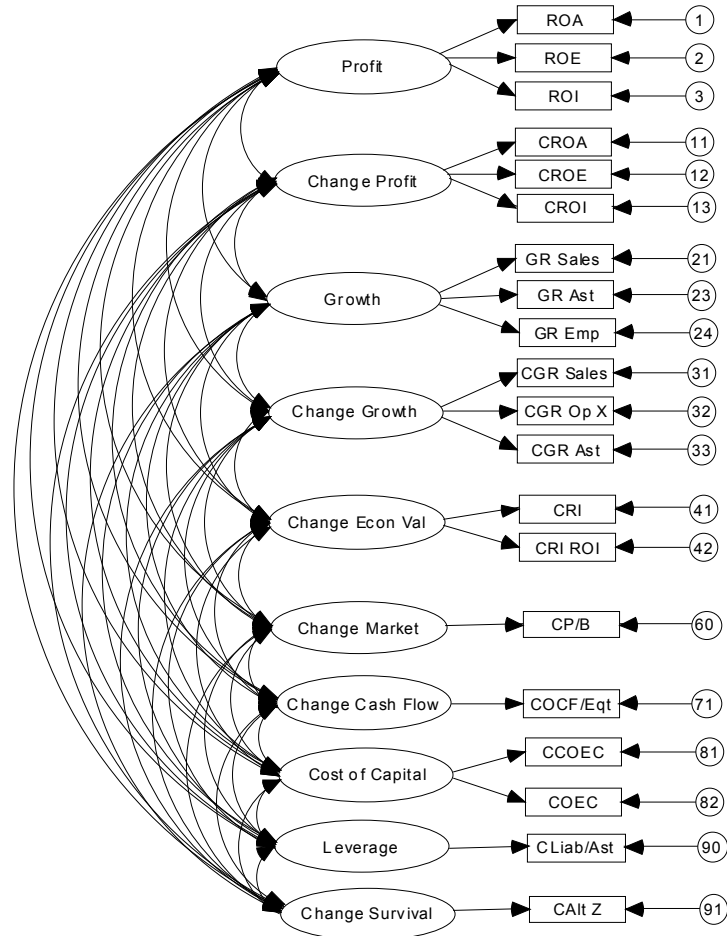 ROA
1
Profit
ROE
2
ROI
3
CROA
11
Change Profit
CROE
12
CROI
13
GR Sales
21
Growth
GR Ast
23
GR Emp
24
CGR Sales
31
Change Growth
CGR Op X
32
CGR Ast
33
CRI
41
Change Econ Val
CRI ROI
42
Change Market
CP/B
60
Change Cash Flow
COCF/Eqt
71
CCOEC
81
Cost of Capital
COEC
82
Leverage
CLiab/Ast
90
Change Survival
CAlt Z
91